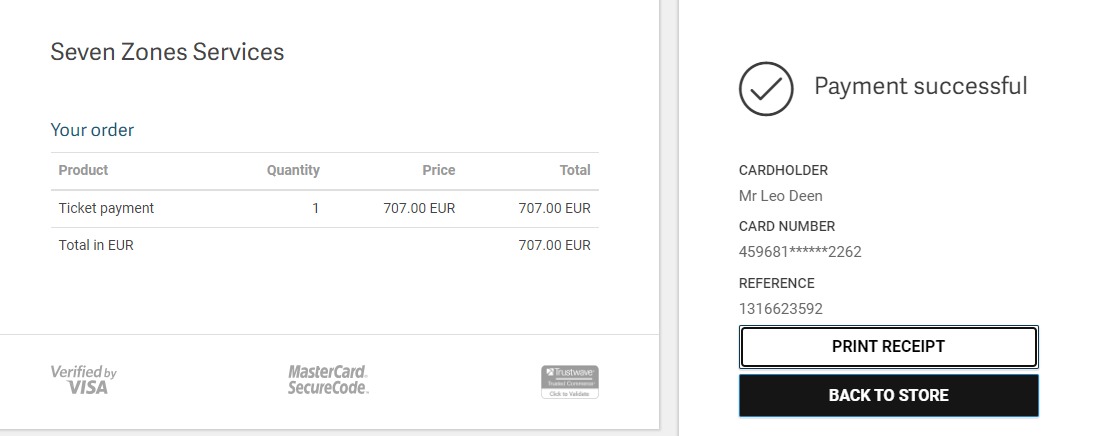 Seven Zones Services
Your order
Product Quantity Price Total
Ticket payment 1 707.00 EUR 707.00 EUR
Total in EUR 707.00 EUR
Verified by
VISA
MasterCard.
SecureCode.
Trustwave
Trusted Commerce
Click to Validate
Payment successful
CARDHOLDER
Mr Leo Deen
CARD NUMBER
459681******2262
REFERENCE
1316623592
PRINT RECEIPT
BACK TO STORE